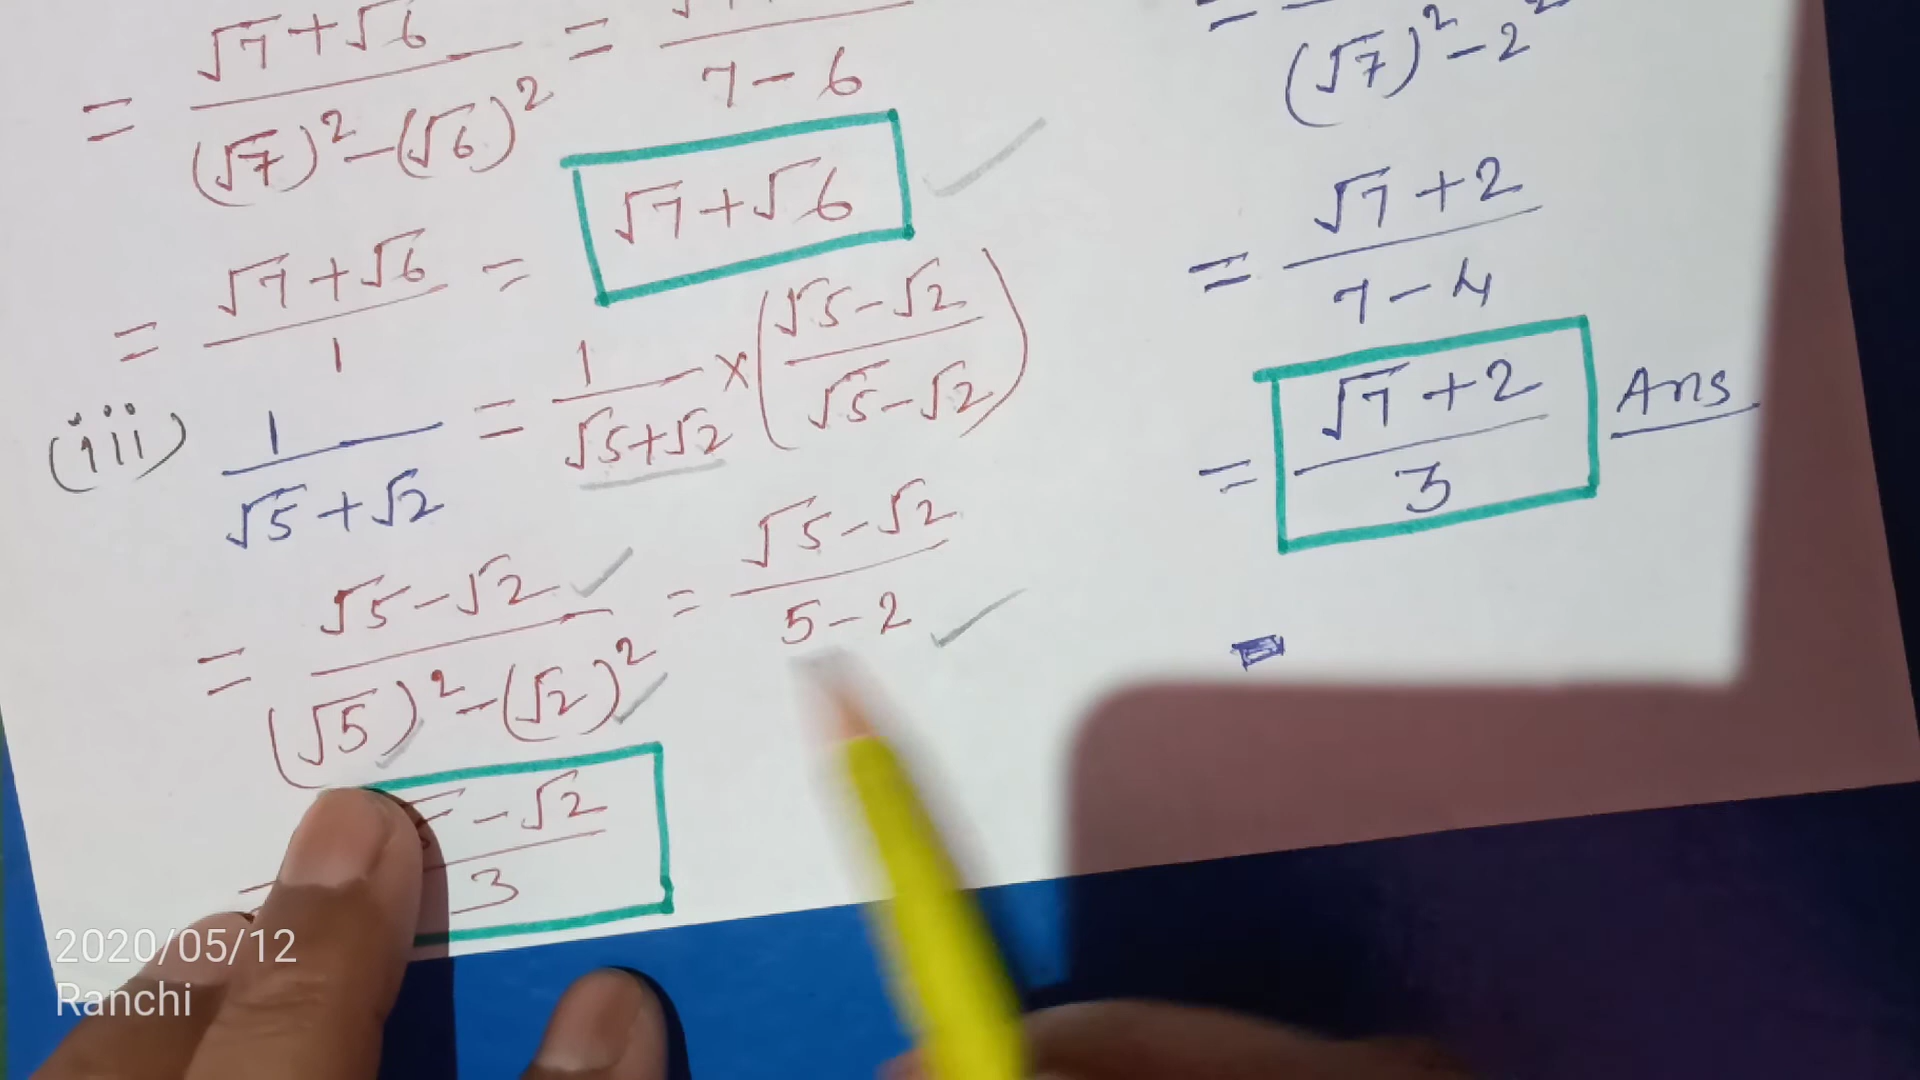 = (√7+√6)/((√7)²-(√6)²) = /(7-6)
= (√7+√6)/1 = √7+√6
(iii) 1/(√5+√2) = 1/(√5+√2) × ((√5-√2)/(√5-√2))
= (√5-√2)/((√5)²-(√2)²) = (√5-√2)/(5-2)
-√2/3
= /((√7)²-2²)
= (√7+2)/(7-4)
= (√7+2)/3 Ans
2020/05/12
Ranchi